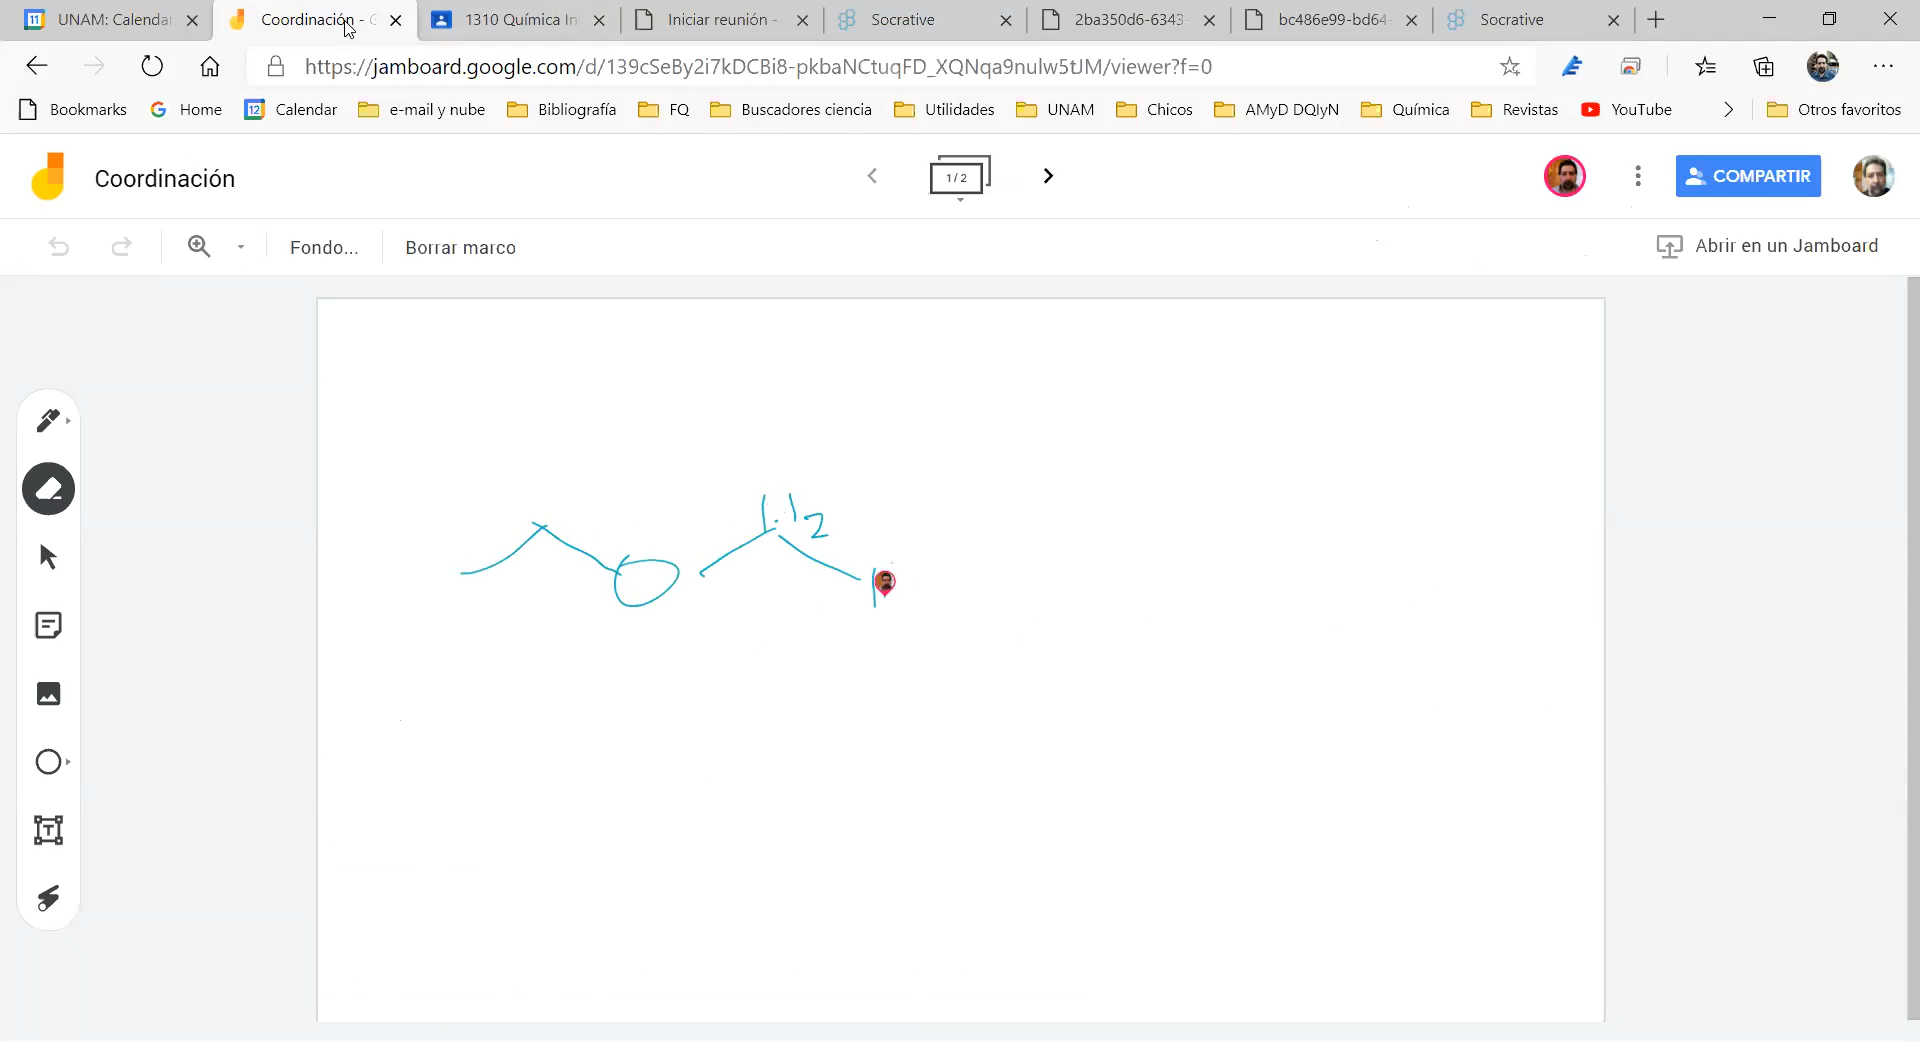 UNAM: Calenda
Coordinación - G
1310 Química In
Iniciar reunión -
Socrative
2ba350d6-6343-
bc486e99-bd64-
Socrative
https://jamboard.google.com/d/139cSeBy2i7kDCBi8-pkbaNCtuqFD_XQNqa9nulw5tJM/viewer?f=0
Bookmarks
Home
Calendar
e-mail y nube
Bibliografía
FQ
Buscadores ciencia
Utilidades
UNAM
Chicos
AMyD DQIyN
Química
Revistas
YouTube
Otros favoritos
Coordinación
1 / 2
COMPARTIR
Fondo...
Borrar marco
Abrir en un Jamboard